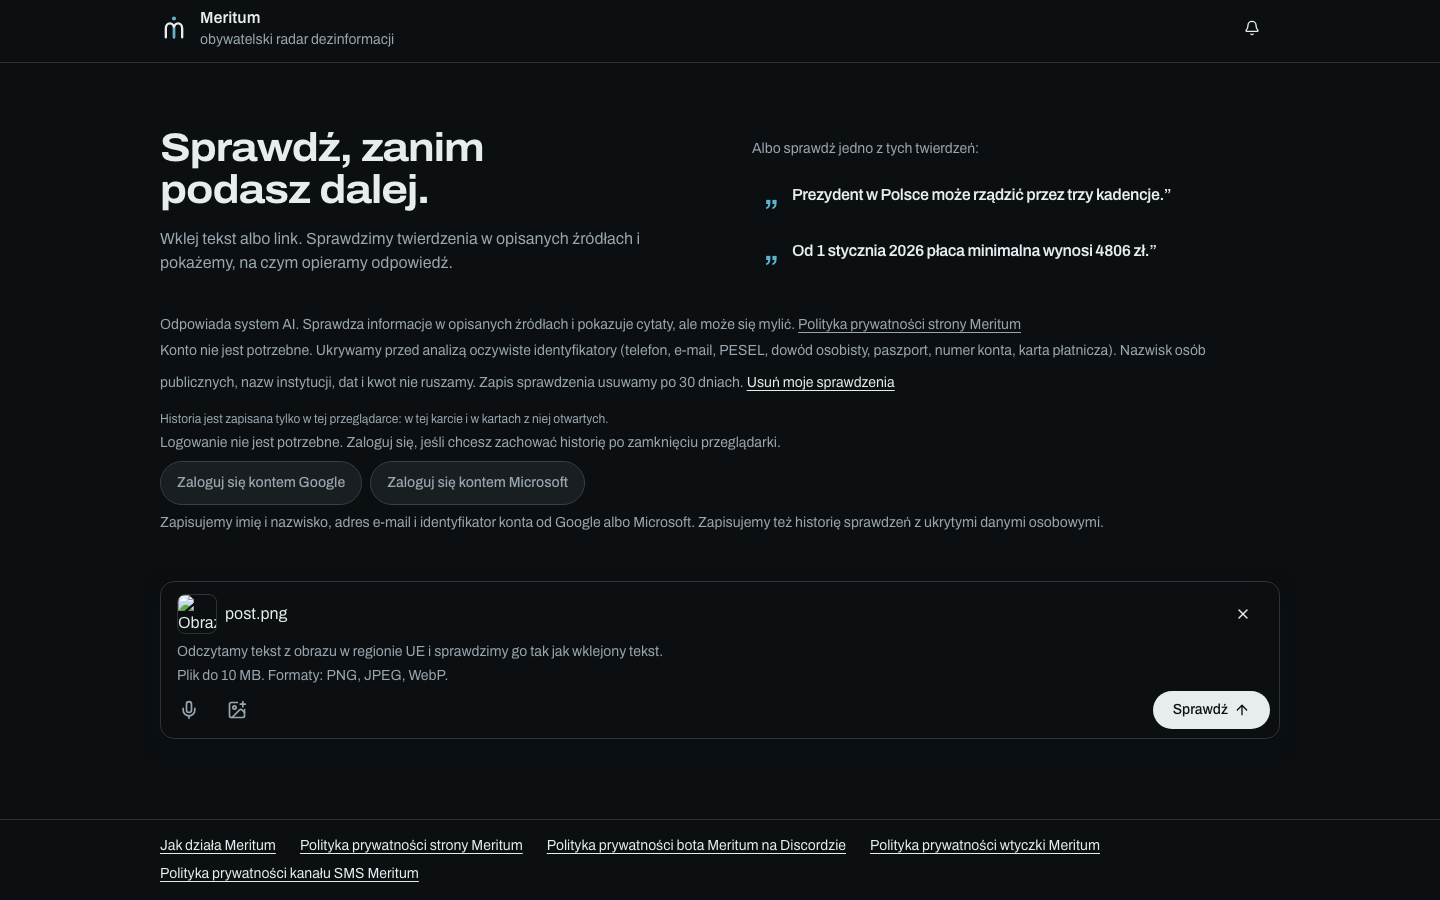 Meritum
obywatelski radar dezinformacji
Sprawdź, zanim
podasz dalej.
Wklej tekst albo link. Sprawdzimy twierdzenia w opisanych źródłach i
pokażemy, na czym opieramy odpowiedź.
Albo sprawdź jedno z tych twierdzeń:
„ Prezydent w Polsce może rządzić przez trzy kadencje.”
„ Od 1 stycznia 2026 płaca minimalna wynosi 4806 zł.”
Odpowiada system AI. Sprawdza informacje w opisanych źródłach i pokazuje cytaty, ale może się mylić. Polityka prywatności strony Meritum
Konto nie jest potrzebne. Ukrywamy przed analizą oczywiste identyfikatory (telefon, e-mail, PESEL, dowód osobisty, paszport, numer konta, karta płatnicza). Nazwisk osób
publicznych, nazw instytucji, dat i kwot nie ruszamy. Zapis sprawdzenia usuwamy po 30 dniach. Usuń moje sprawdzenia
Historia jest zapisana tylko w tej przeglądarce: w tej karcie i w kartach z niej otwartych.
Logowanie nie jest potrzebne. Zaloguj się, jeśli chcesz zachować historię po zamknięciu przeglądarki.
Zaloguj się kontem Google Zaloguj się kontem Microsoft
Zapisujemy imię i nazwisko, adres e-mail i identyfikator konta od Google albo Microsoft. Zapisujemy też historię sprawdzeń z ukrytymi danymi osobowymi.
post.png
Odczytamy tekst z obrazu w regionie UE i sprawdzimy go tak jak wklejony tekst.
Plik do 10 MB. Formaty: PNG, JPEG, WebP.
Sprawdź
Jak działa Meritum Polityka prywatności strony Meritum Polityka prywatności bota Meritum na Discordzie Polityka prywatności wtyczki Meritum
Polityka prywatności kanału SMS Meritum